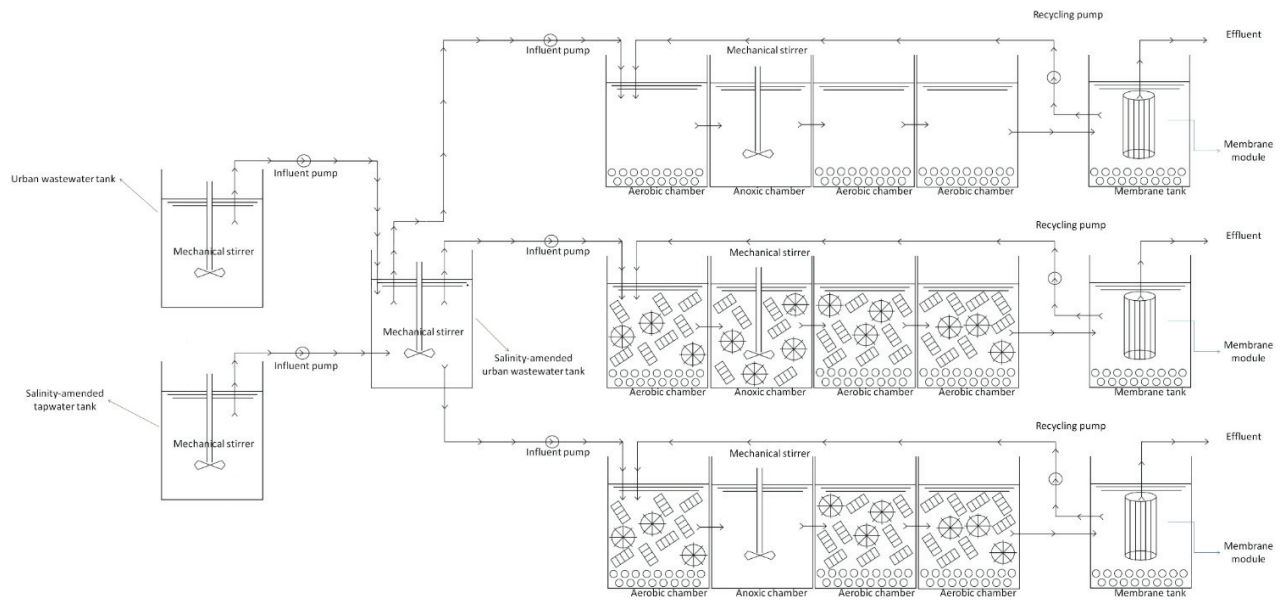 Recycling pump
Effluent
Influent pump
Mechanical stirrer
Membrane
module
Aerobic chamber
Anoxic chamber
Aerobic chamber
Aerobic chamber
Membrane tank
Urban wastewater tank
Influent pump
Mechanical stirrer
Recycling pump
Effluent
Influent pump
Mechanical stirrer
Mechanical stirrer
Salinity-amended
urban wastewater tank
Membrane
module
Aerobic chamber
Anoxic chamber
Aerobic chamber
Aerobic chamber
Membrane tank
Influent pump
Salinity-amended
tapwater tank
Mechanical stirrer
Recycling pump
Effluent
Influent pump
Mechanical stirrer
Membrane
module
Aerobic chamber
Anoxic chamber
Aerobic chamber
Aerobic chamber
Membrane tank